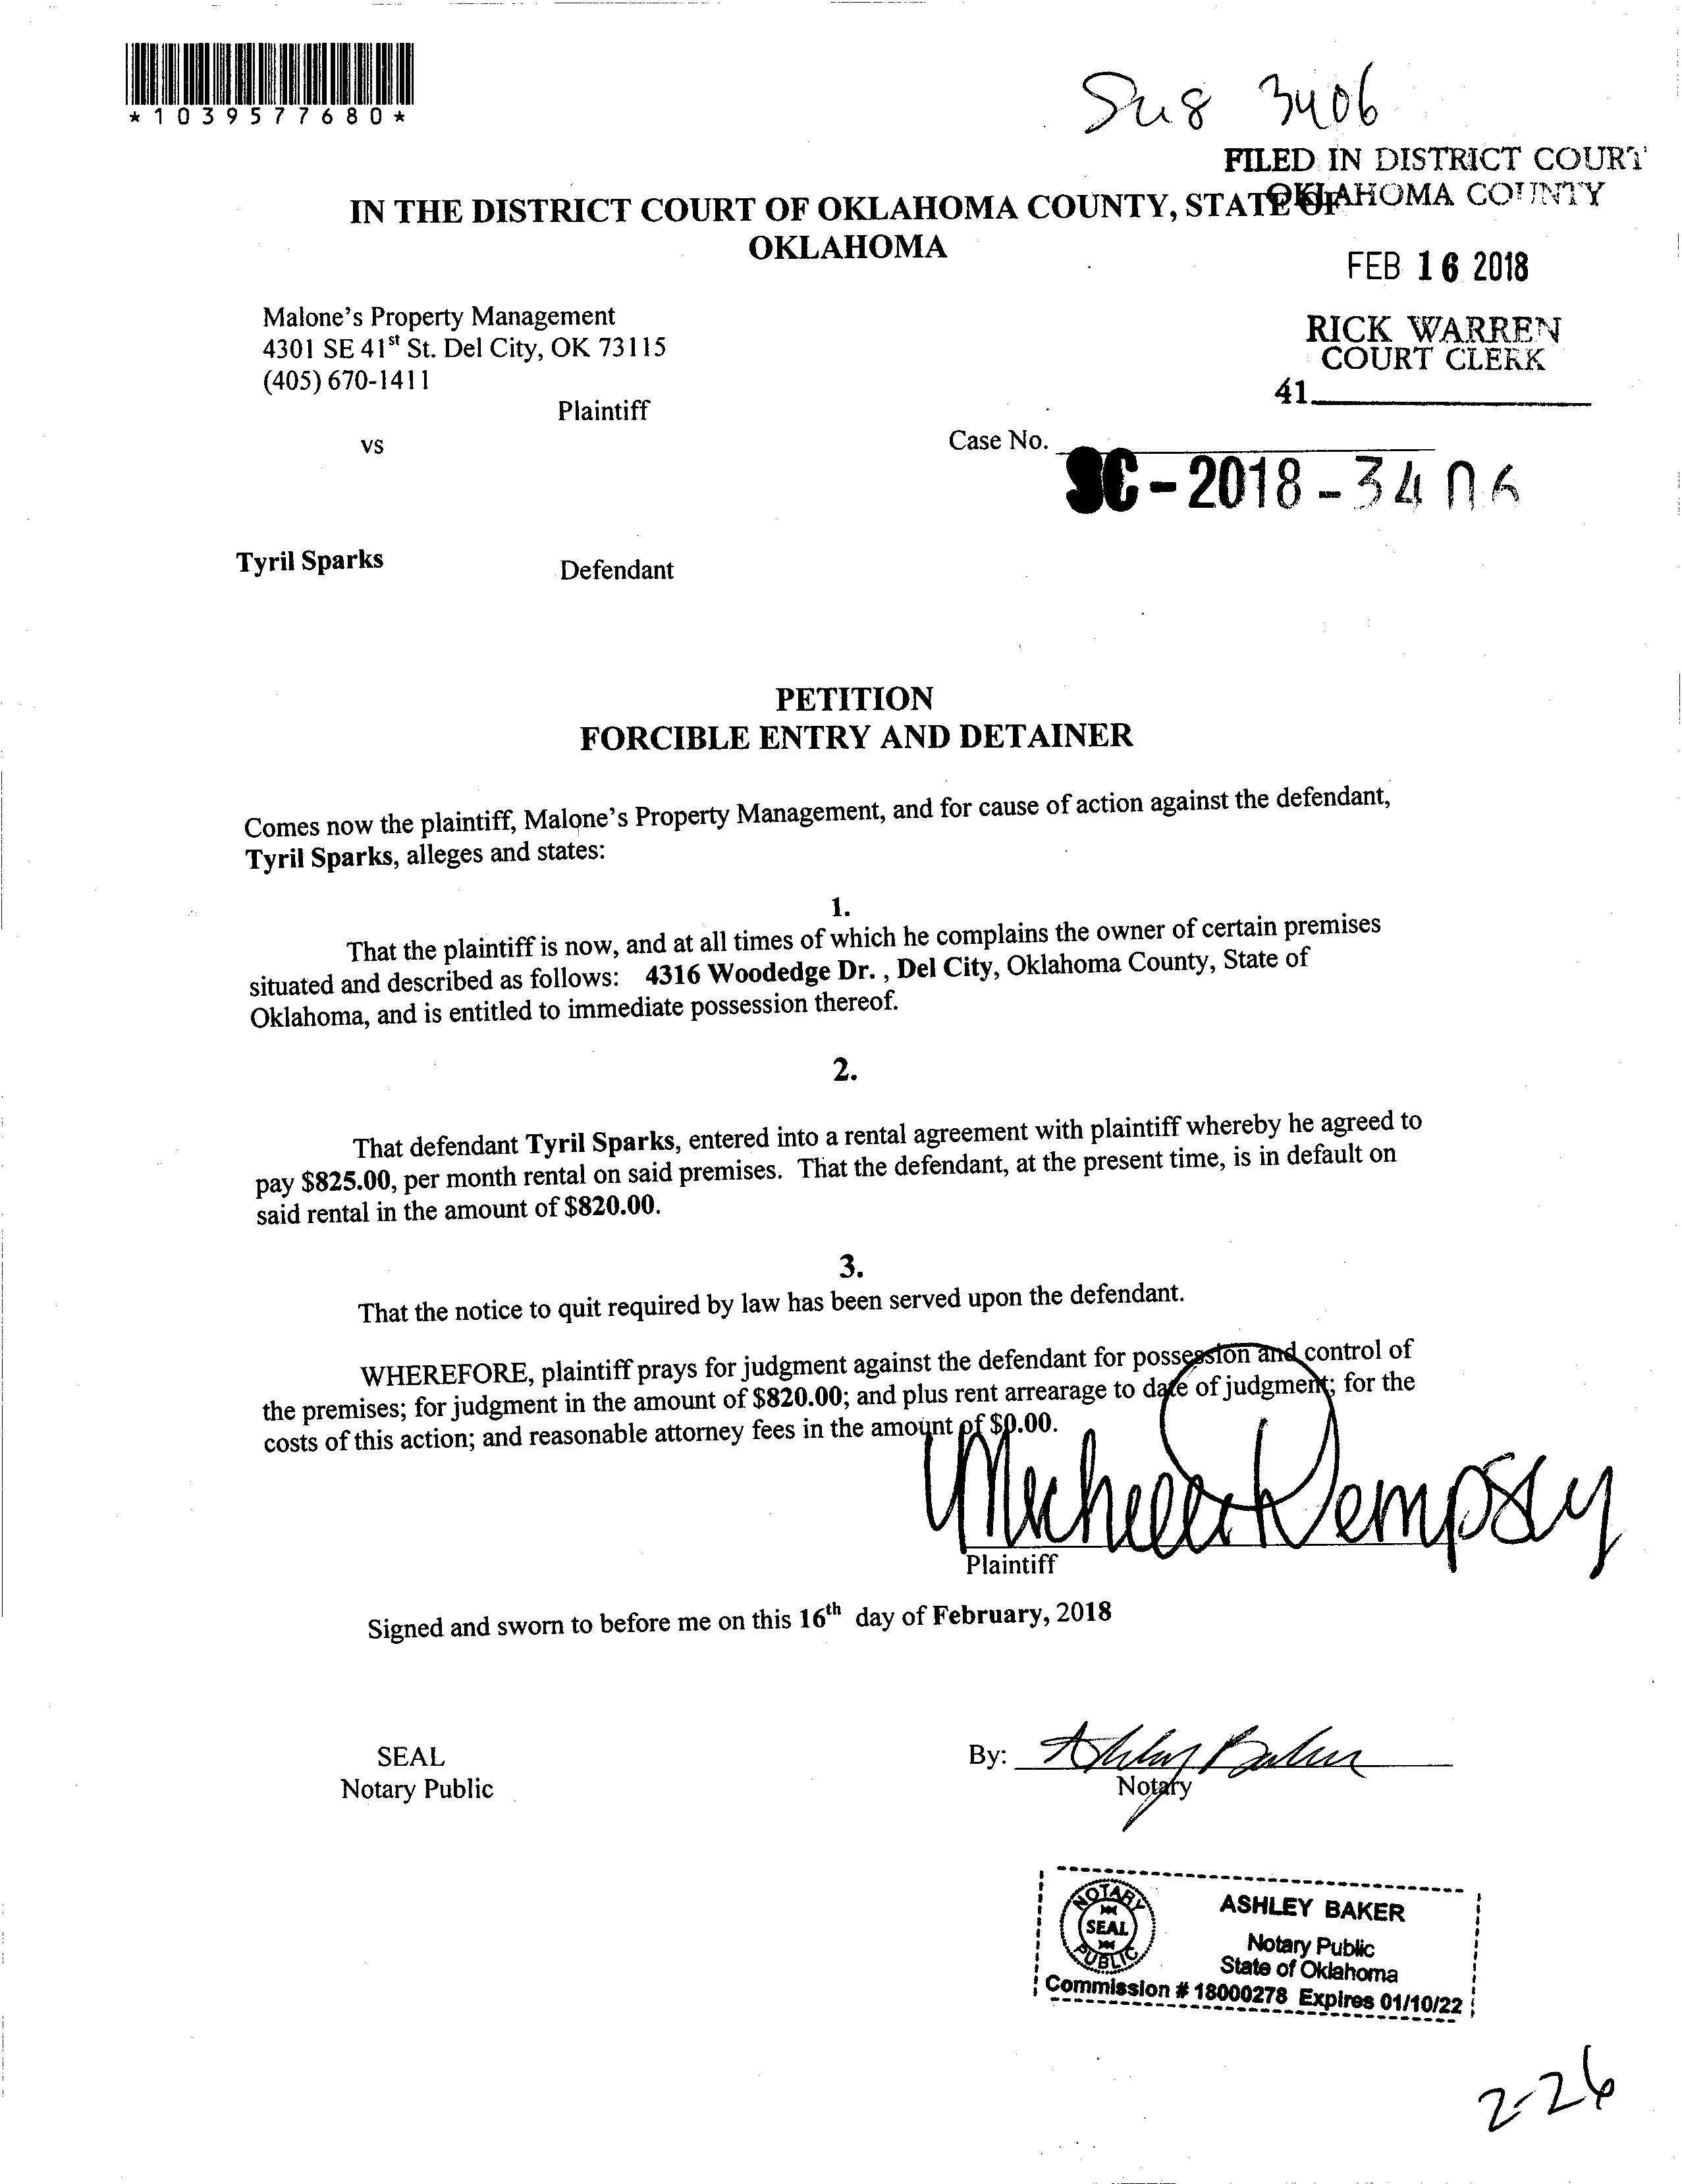 *1039577680*
3406
FILED IN DISTRICT COURT
OKLAHOMA COUNTY
IN THE DISTRICT COURT OF OKLAHOMA COUNTY, STATE OF
OKLAHOMA
FEB 16 2018
Malone's Property Management
4301 SE 41st St. Del City, OK 73115
(405) 670-1411
RICK WARREN
COURT CLERK
41
Plaintiff
vs
Case No.
SC-2018-3406
Tyril Sparks
Defendant
PETITION
FORCIBLE ENTRY AND DETAINER
Comes now the plaintiff, Malone's Property Management, and for cause of action against the defendant,
Tyril Sparks, alleges and states:
1.
That the plaintiff is now, and at all times of which he complains the owner of certain premises
situated and described as follows: 4316 Woodedge Dr. , Del City, Oklahoma County, State of
Oklahoma, and is entitled to immediate possession thereof.
2.
That defendant Tyril Sparks, entered into a rental agreement with plaintiff whereby he agreed to
pay $825.00, per month rental on said premises. That the defendant, at the present time, is in default on
said rental in the amount of $820.00.
3.
That the notice to quit required by law has been served upon the defendant.
WHEREFORE, plaintiff prays for judgment against the defendant for possession and control of
the premises; for judgment in the amount of $820.00; and plus rent arrearage to date of judgment; for the
costs of this action; and reasonable attorney fees in the amount of $0.00.
Michelle Dempsey
Plaintiff
Signed and sworn to before me on this 16th day of February, 2018
SEAL
Notary Public
By: Ashley Baker
Notary
NOTARY
SEAL
PUBLIC
ASHLEY BAKER
Notary Public
State of Oklahoma
Commission # 18000278 Expires 01/10/22
2-26